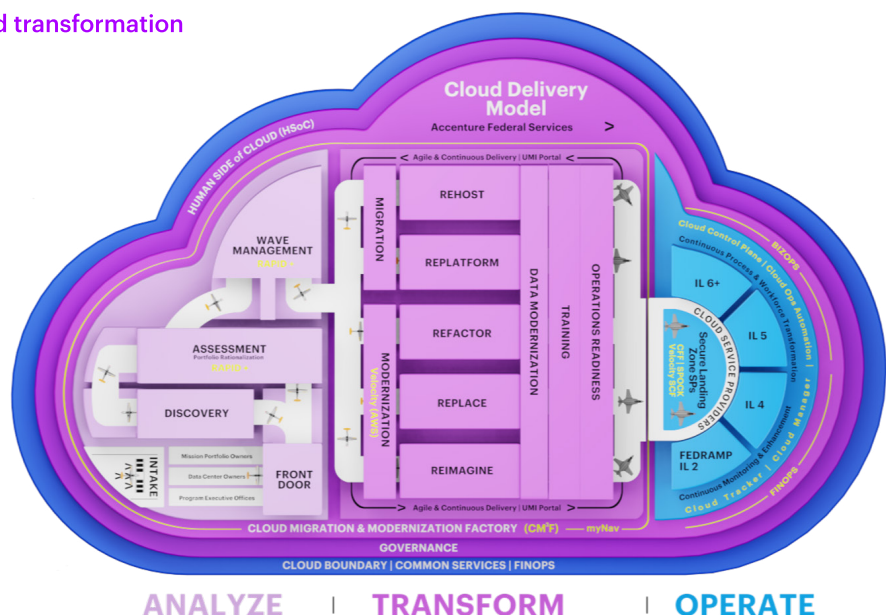 d transformation
Cloud Delivery
Model
Accenture Federal Services >
HUMAN SIDE of CLOUD (HSoC)
< Agile & Continuous Delivery | UMI Portal <
WAVE
MANAGEMENT
ASSESSMENT
Portfolio Rationalization
DISCOVERY
INTAKE
Mission Portfolio Owners
Data Center Owners
Program Executive Offices
FRONT
DOOR
MIGRATION
MODERNIZATION
Velocity (AWS)
REHOST
REPLATFORM
REFACTOR
REPLACE
REIMAGINE
DATA MODERNIZATION
TRAINING
OPERATIONS READINESS
> Agile & Continuous Delivery | UMI Portal >
BIZOPS
Cloud Control Plane | Cloud Ops Automation |
Continuous Process & Workforce Transformation
IL 6+
IL 5
IL 4
FEDRAMP
IL 2
CLOUD SERVICE PROVIDERS
Secure Landing
Zone SPs
CFF | SPOCK
Velocity SCF
Continuous Monitoring & Enhancement
Cloud Tracker | Cloud Manager
FINOPS
CLOUD MIGRATION & MODERNIZATION FACTORY (CM²F) — myNav
GOVERNANCE
CLOUD BOUNDARY | COMMON SERVICES | FINOPS
ANALYZE | TRANSFORM | OPERATE